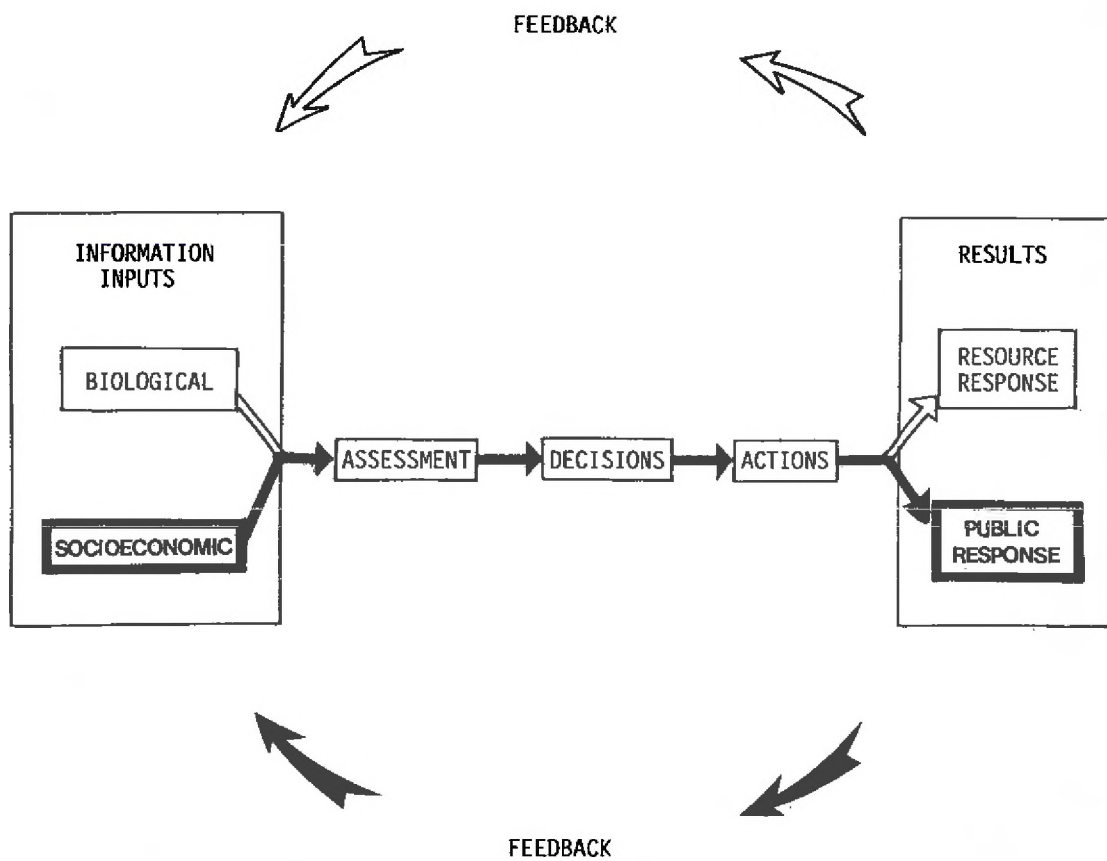 FEEDBACK
INFORMATION
INPUTS
RESULTS
BIOLOGICAL
RESOURCE
RESPONSE
ASSESSMENT
DECISIONS
ACTIONS
SOCIOECONOMIC
PUBLIC
RESPONSE
FEEDBACK